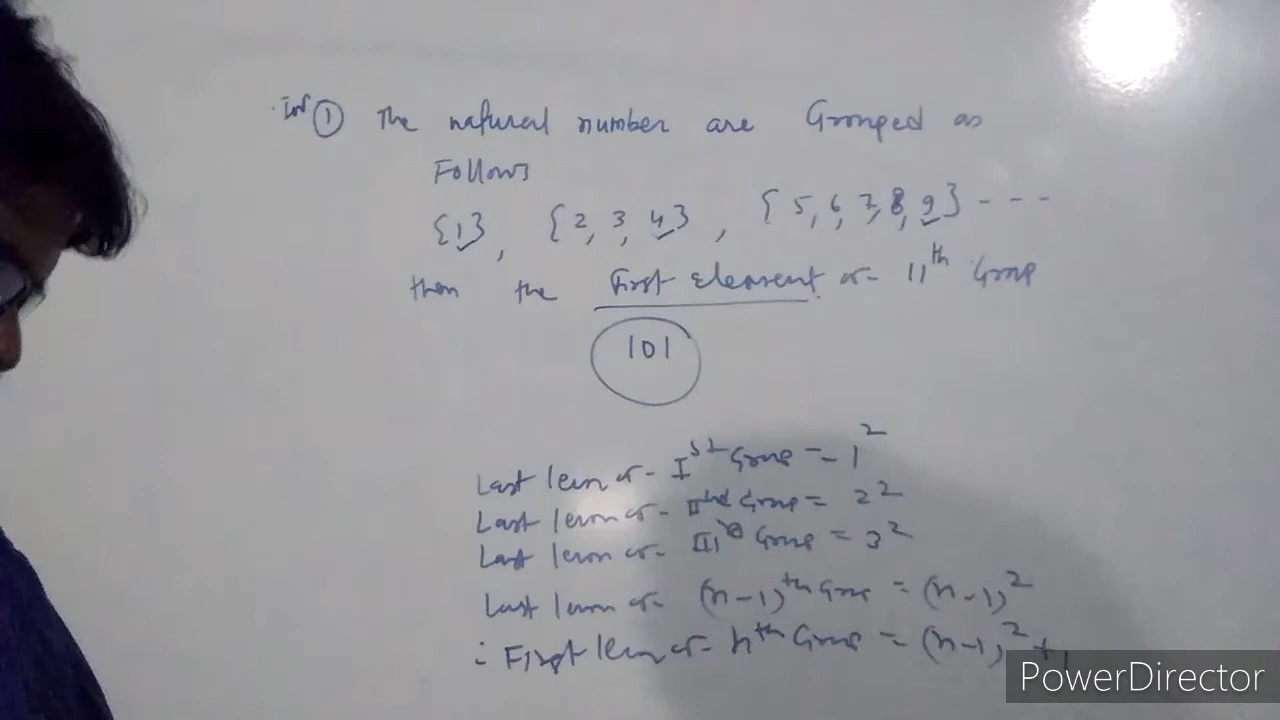 Int ① The natural number are Grouped as
Follows
{1}, {2, 3, 4}, {5, 6, 7, 8, 9} - - -
then the First Element of 11th Group
101
Last term of Ist Group = 1²
Last term of IInd Group = 2²
Last term of IIIrd Group = 3²
Last term of (n-1)th Group = (n-1)²
∴ First term of nth Group = (n-1)² + 1
PowerDirector